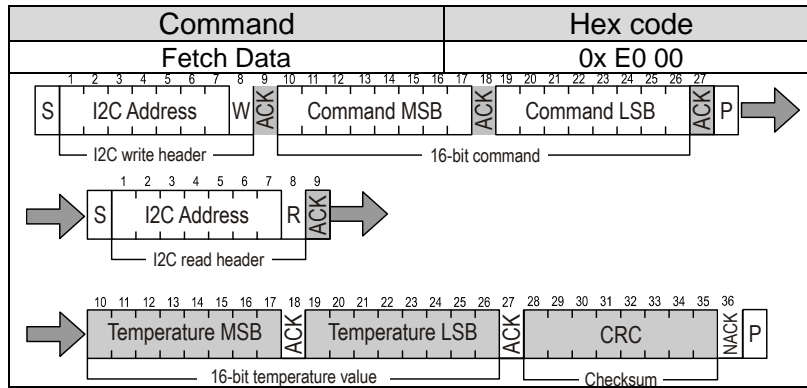 Command Hex code
Fetch Data 0x E0 00
1 2 3 4 5 6 7 8 9 10 11 12 13 14 15 16 17 18 19 20 21 22 23 24 25 26 27
S I2C Address W ACK Command MSB ACK Command LSB ACK P
I2C write header 16-bit command
1 2 3 4 5 6 7 8 9
S I2C Address R ACK
I2C read header
10 11 12 13 14 15 16 17 18 19 20 21 22 23 24 25 26 27 28 29 30 31 32 33 34 35 36
Temperature MSB ACK Temperature LSB ACK CRC NACK P
16-bit temperature value Checksum